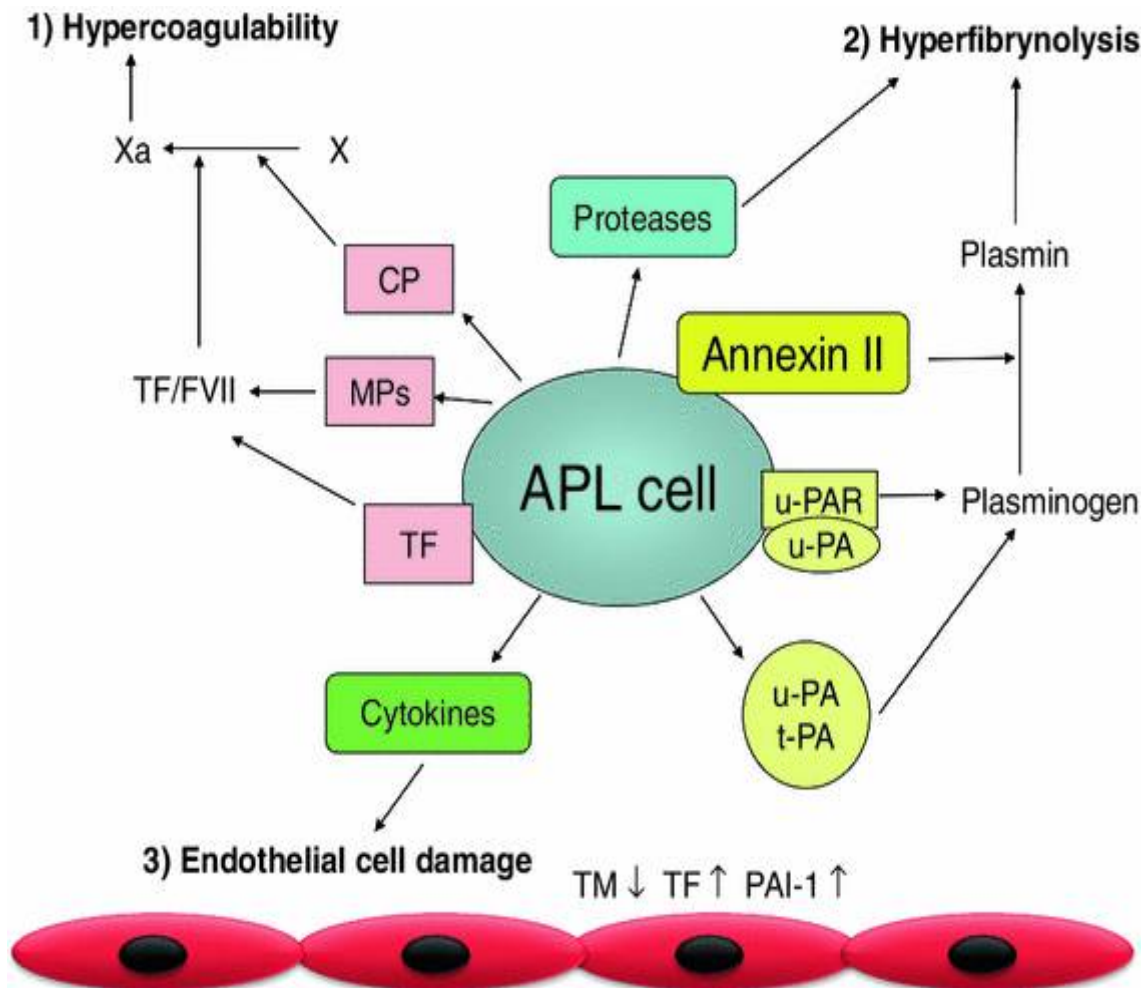 1) Hypercoagulability
2) Hyperfibrynolysis
Xa
X
Proteases
CP
Plasmin
Annexin II
TF/FVII
MPs
APL cell
u-PAR
Plasminogen
u-PA
TF
Cytokines
u-PA
t-PA
3) Endothelial cell damage
TM ↓ TF ↑ PAI-1 ↑